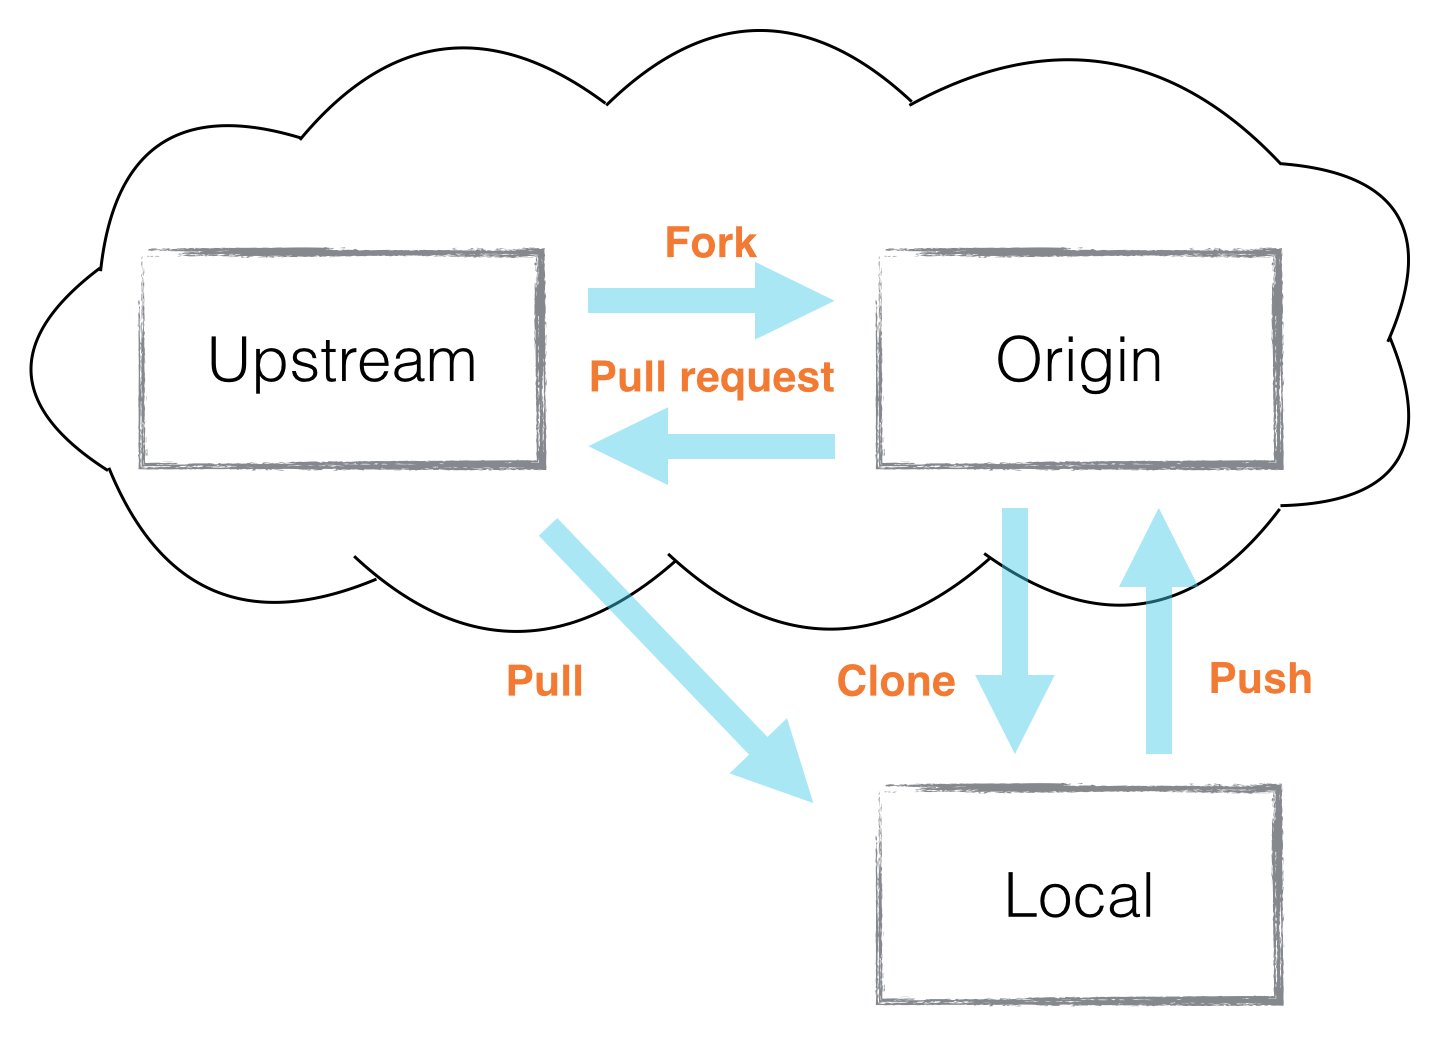 Fork
Upstream
Origin
Pull request
Pull
Clone
Push
Local